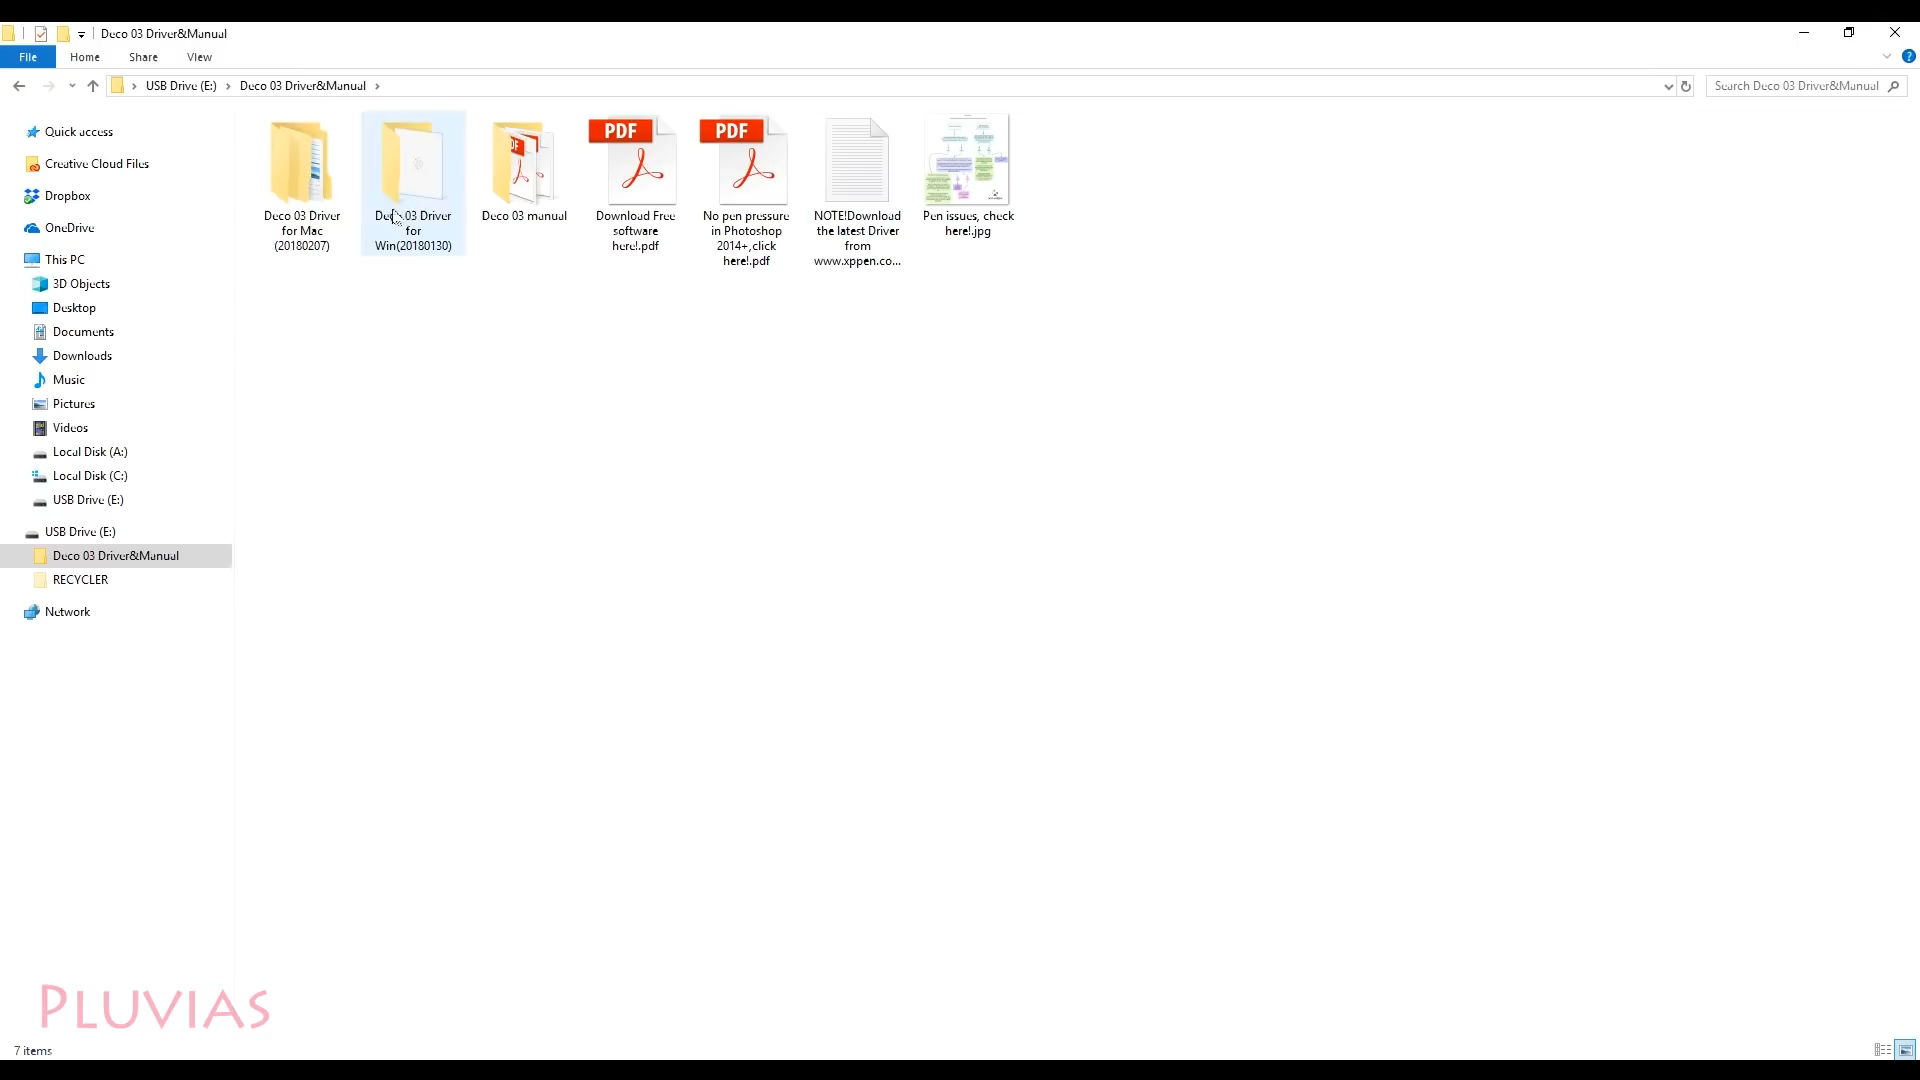 Deco 03 Driver&Manual
File Home Share View
USB Drive (E:) Deco 03 Driver&Manual
Search Deco 03 Driver&Manual
Quick access
Creative Cloud Files
Dropbox
OneDrive
This PC
3D Objects
Desktop
Documents
Downloads
Music
Pictures
Videos
Local Disk (A:)
Local Disk (C:)
USB Drive (E:)
USB Drive (E:)
Deco 03 Driver&Manual
RECYCLER
Network
Deco 03 Driver
for Mac
(20180207)
Deco 03 Driver
for
Win(20180130)
Deco 03 manual
PDF
Download Free
software
here!.pdf
PDF
No pen pressure
in Photoshop
2014+,click
here!.pdf
NOTE!Download
the latest Driver
from
www.xppen.co...
Pen issues, check
here!.jpg
PLUVIAS
7 items